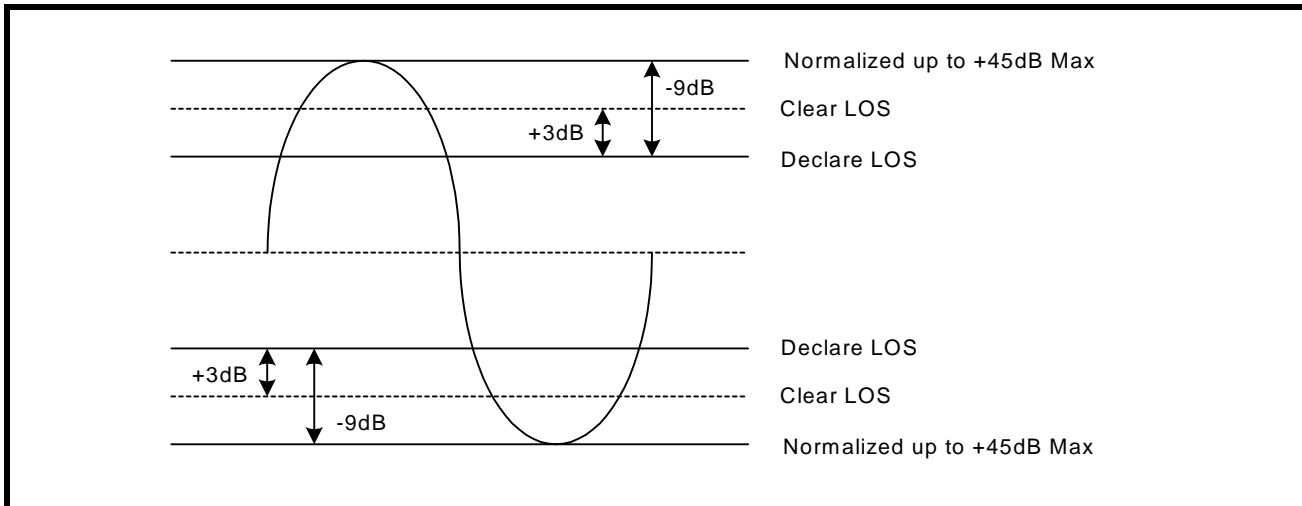 Normalized up to +45dB Max
-9dB
Clear LOS
+3dB
Declare LOS
Declare LOS
+3dB
Clear LOS
-9dB
Normalized up to +45dB Max